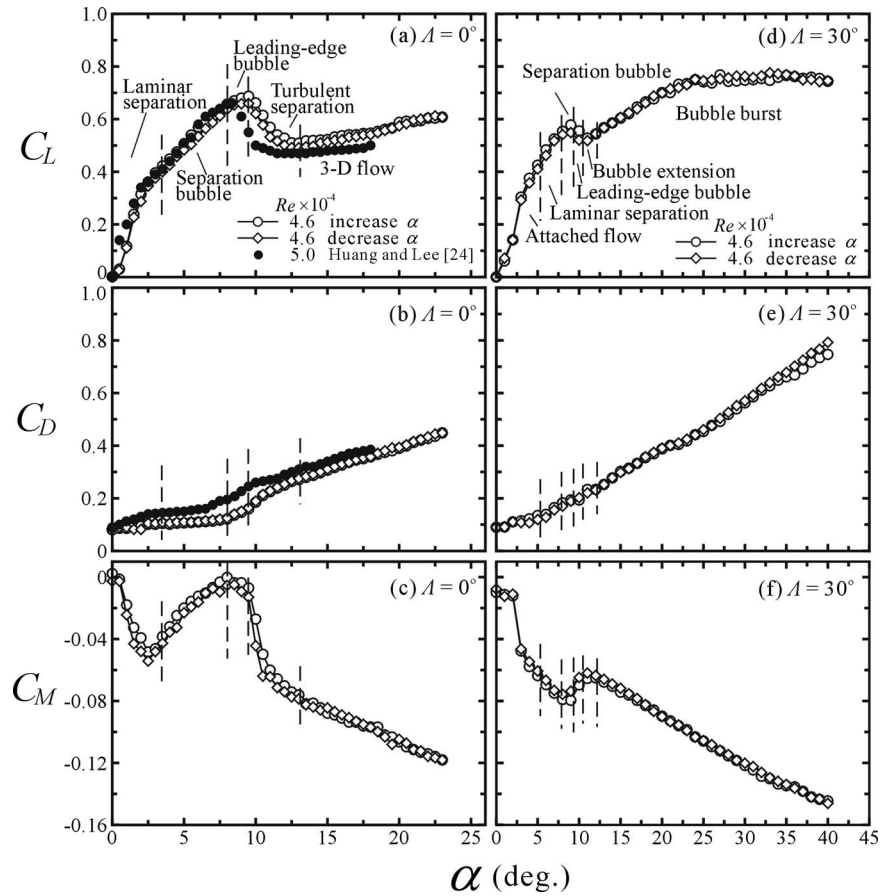 (a) Λ = 0°
Leading-edge
bubble
Laminar
separation
Turbulent
separation
Separation
bubble
3-D flow
Re×10⁻⁴
4.6 increase α
4.6 decrease α
5.0 Huang and Lee [24]
C_L
1.0
0.8
0.6
0.4
0.2
0
(d) Λ = 30°
Separation bubble
Bubble burst
Bubble extension
Leading-edge bubble
Laminar separation
Attached flow
Re×10⁻⁴
4.6 increase α
4.6 decrease α
(b) Λ = 0°
C_D
1.0
0.8
0.6
0.4
0.2
0
(e) Λ = 30°
(c) Λ = 0°
C_M
0
-0.04
-0.08
-0.12
-0.16
0 5 10 15 20 25
(f) Λ = 30°
0 5 10 15 20 25 30 35 40 45
α (deg.)